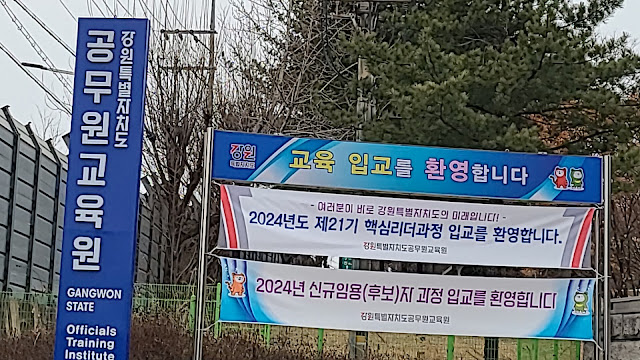 강원특별자치도
공무원교육원
GANGWON
STATE
Officials
Training
Institute
강원
특별자치도
교육 입교를 환영합니다
- 여러분이 바로 강원특별자치도의 미래입니다! -
2024년도 제21기 핵심리더과정 입교를 환영합니다.
강원특별자치도공무원교육원
2024년 신규임용(후보)자 과정 입교를 환영합니다
강원특별자치도공무원교육원